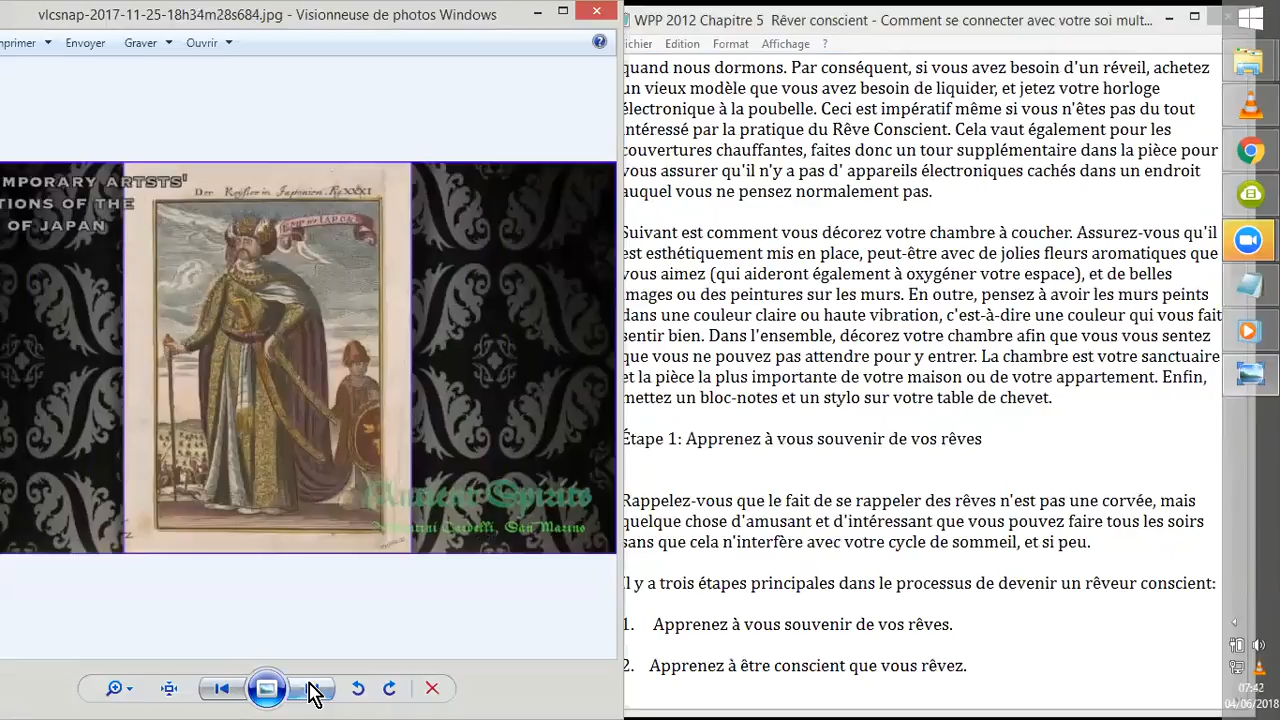 vlcsnap-2017-11-25-18h34m28s684.jpg - Visionneuse de photos Windows
mprimer
Envoyer
Graver
Ouvrir
MPORARY ARTSTS'
TIONS OF THE
OF JAPAN
Der Keyser in Japonien. Fig. XXXI
Ancient Spirits
San Marino
WPP 2012 Chapitre 5 Rêver conscient - Comment se connecter avec votre soi mult...
ichier Edition Format Affichage ?
quand nous dormons. Par conséquent, si vous avez besoin d'un réveil, achetez
un vieux modèle que vous avez besoin de liquider, et jetez votre horloge
électronique à la poubelle. Ceci est impératif même si vous n'êtes pas du tout
intéressé par la pratique du Rêve Conscient. Cela vaut également pour les
couvertures chauffantes, faites donc un tour supplémentaire dans la pièce pour
vous assurer qu'il n'y a pas d' appareils électroniques cachés dans un endroit
auquel vous ne pensez normalement pas.
Suivant est comment vous décorez votre chambre à coucher. Assurez-vous qu'il
est esthétiquement mis en place, peut-être avec de jolies fleurs aromatiques que
vous aimez (qui aideront également à oxygéner votre espace), et de belles
images ou des peintures sur les murs. En outre, pensez à avoir les murs peints
dans une couleur claire ou haute vibration, c'est-à-dire une couleur qui vous fait
sentir bien. Dans l'ensemble, décorez votre chambre afin que vous vous sentez
que vous ne pouvez pas attendre pour y entrer. La chambre est votre sanctuaire
et la pièce la plus importante de votre maison ou de votre appartement. Enfin,
mettez un bloc-notes et un stylo sur votre table de chevet.
Étape 1: Apprenez à vous souvenir de vos rêves
Rappelez-vous que le fait de se rappeler des rêves n'est pas une corvée, mais
quelque chose d'amusant et d'intéressant que vous pouvez faire tous les soirs
sans que cela n'interfère avec votre cycle de sommeil, et si peu.
Il y a trois étapes principales dans le processus de devenir un rêveur conscient:
1. Apprenez à vous souvenir de vos rêves.
2. Apprenez à être conscient que vous rêvez.
07:42
04/06/2018